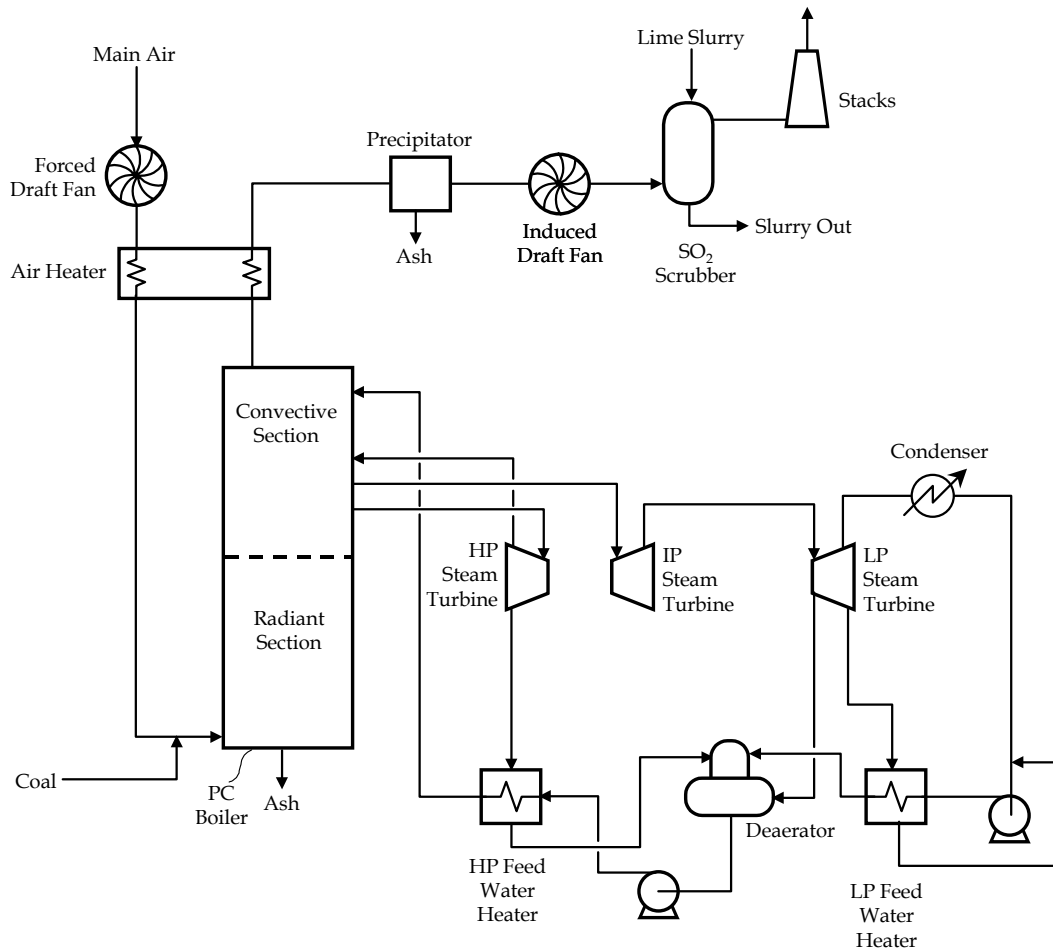 Main Air
Forced
Draft Fan
Air Heater
Precipitator
Ash
Induced
Draft Fan
Lime Slurry
Stacks
Slurry Out
SO2
Scrubber
Convective
Section
Radiant
Section
Coal
PC
Boiler
Ash
HP
Steam
Turbine
IP
Steam
Turbine
LP
Steam
Turbine
Condenser
HP Feed
Water
Heater
Deaerator
LP Feed
Water
Heater